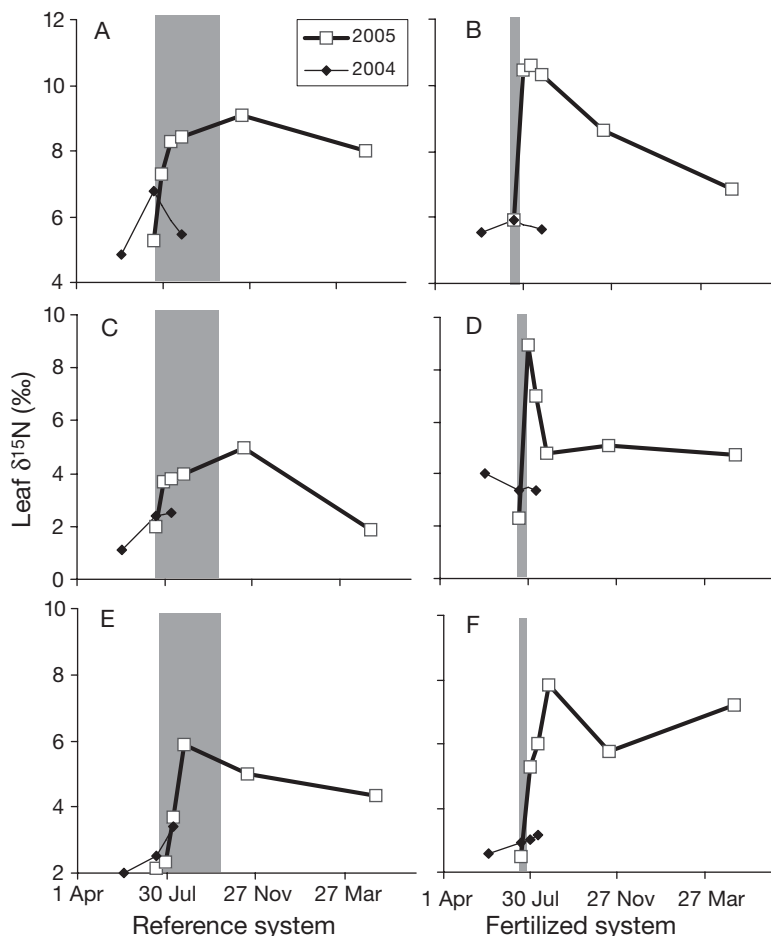 12
10
8
6
4
A
2005
2004
B
10
8
6
4
2
0
C
D
Leaf δ15N (‰)
10
8
6
4
2
E
F
1 Apr 30 Jul 27 Nov 27 Mar
1 Apr 30 Jul 27 Nov 27 Mar
Reference system
Fertilized system